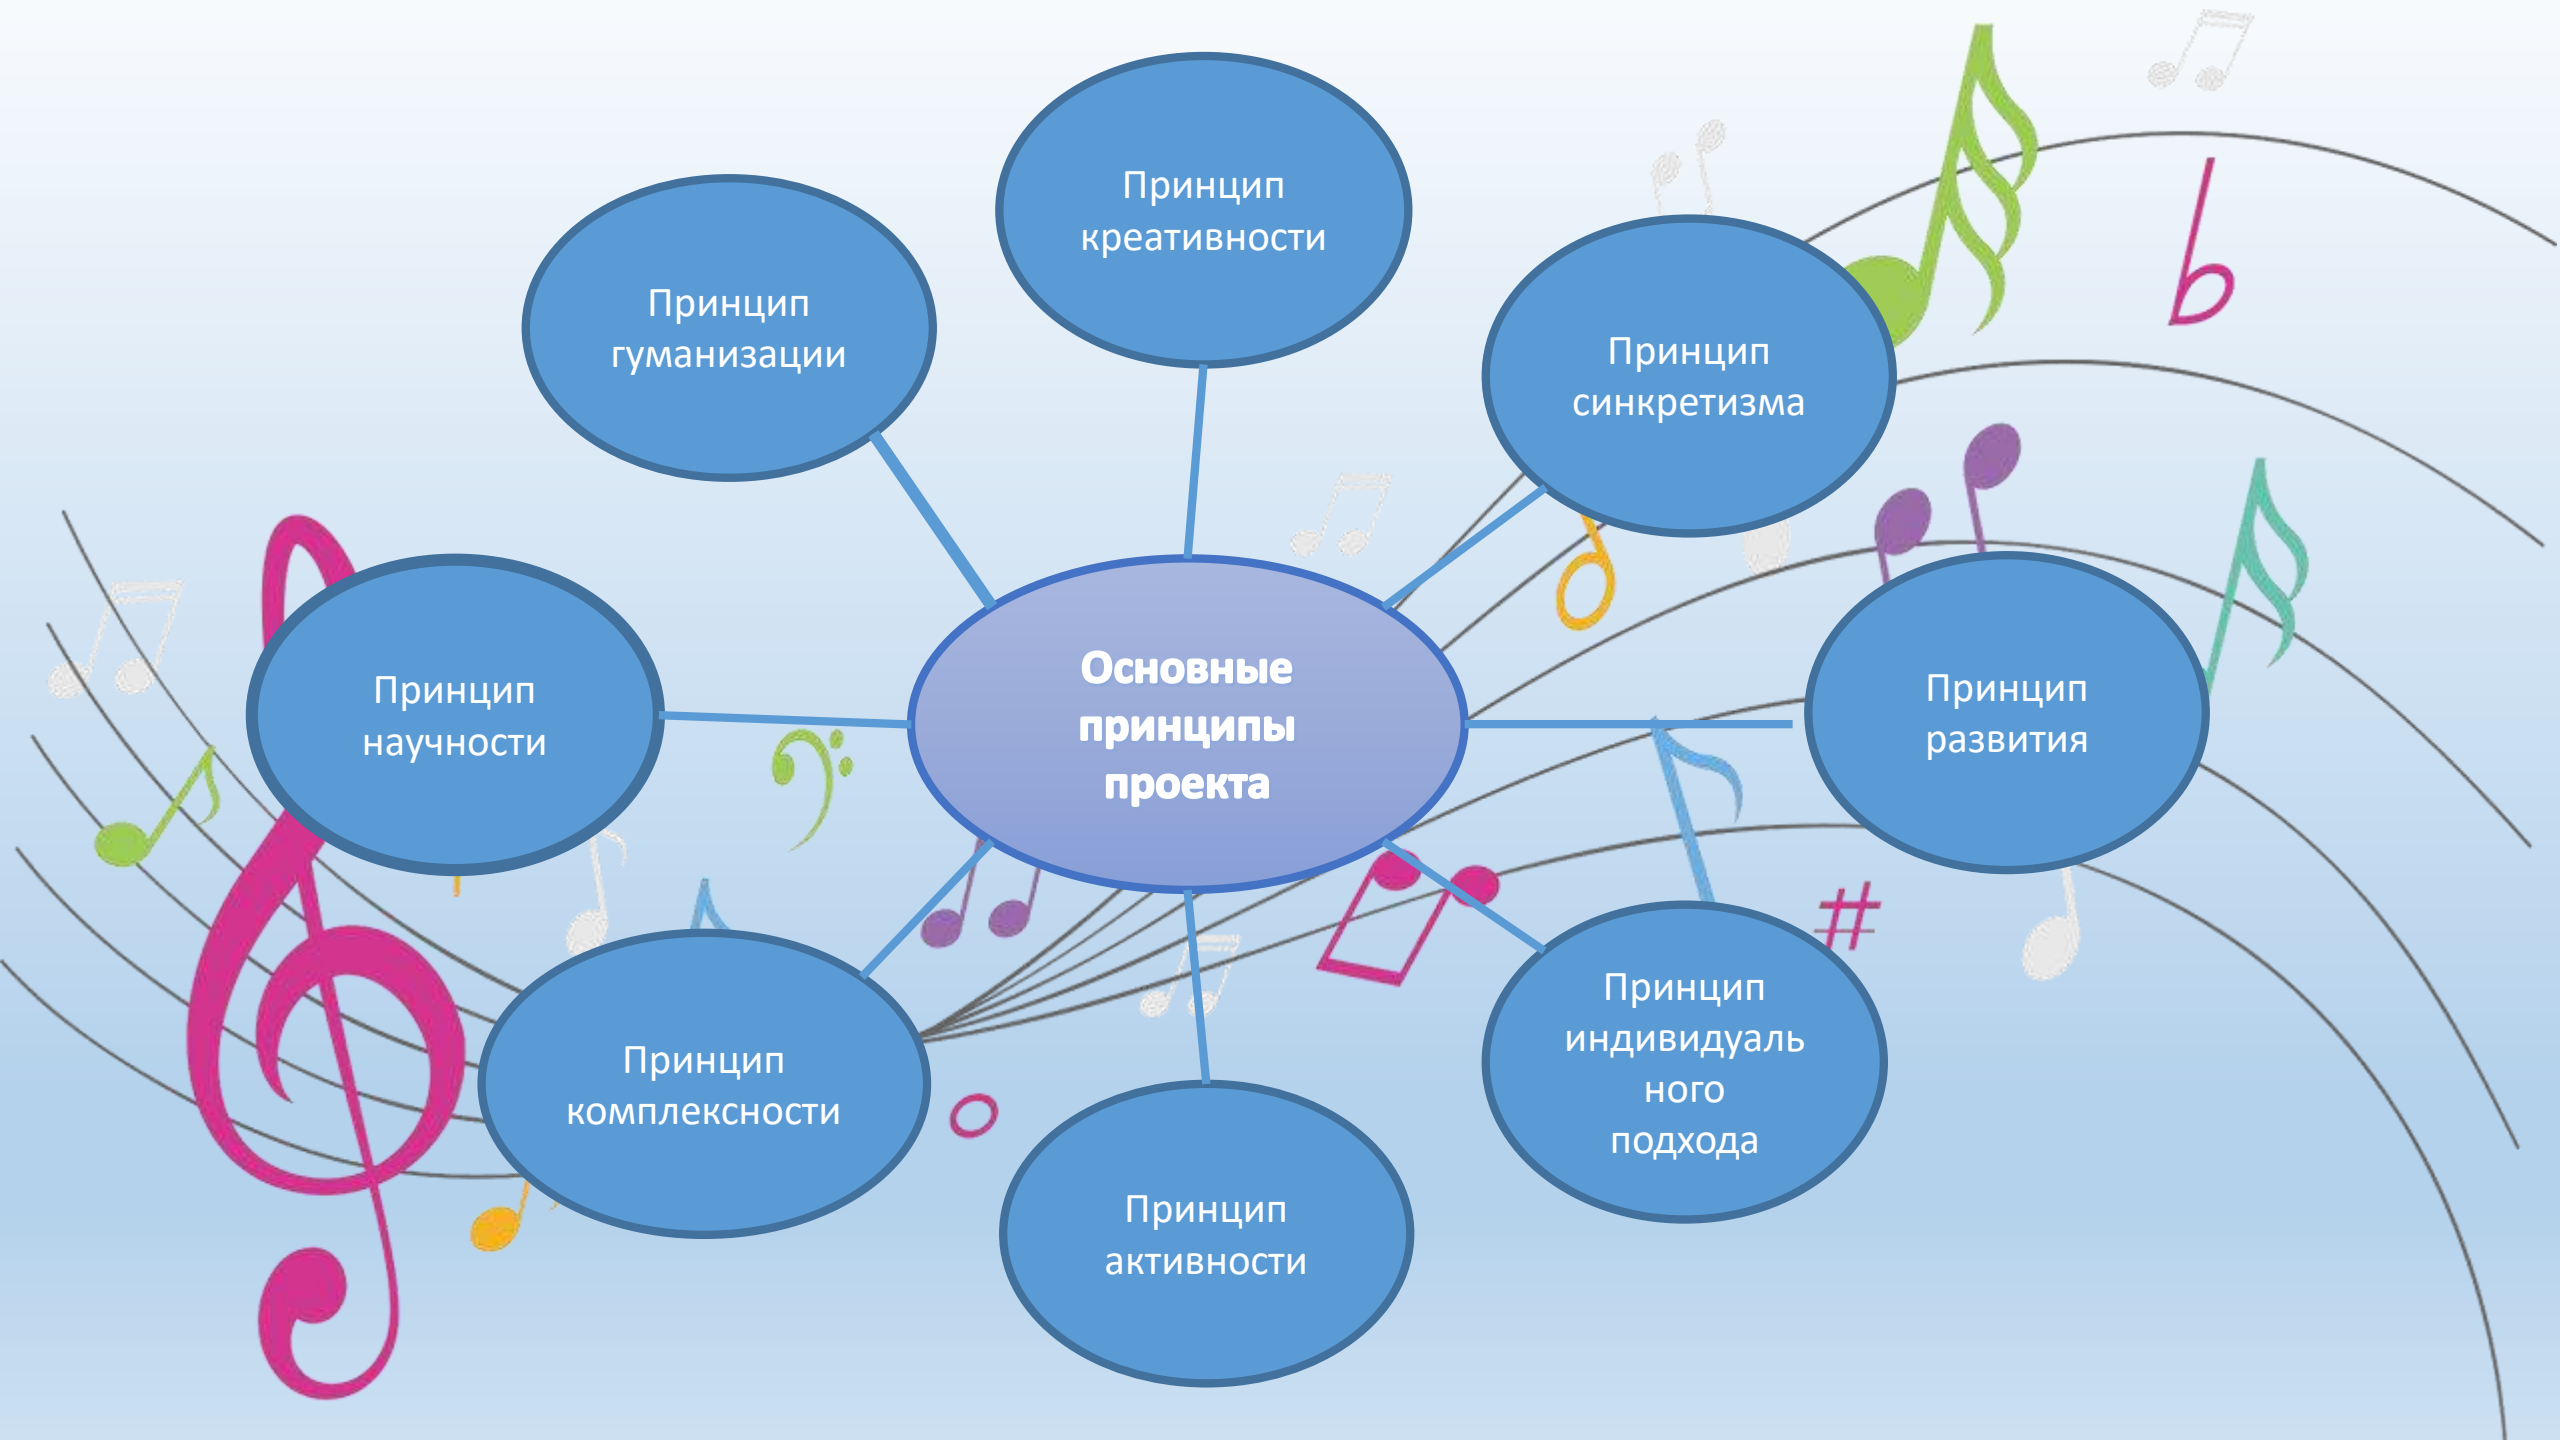 Принцип
креативности
Принцип
гуманизации
Принцип
синкретизма
Основные
принципы
проекта
Принцип
научности
Принцип
развития
Принцип
комплексности
Принцип
индивидуаль
ного
подхода
Принцип
активности